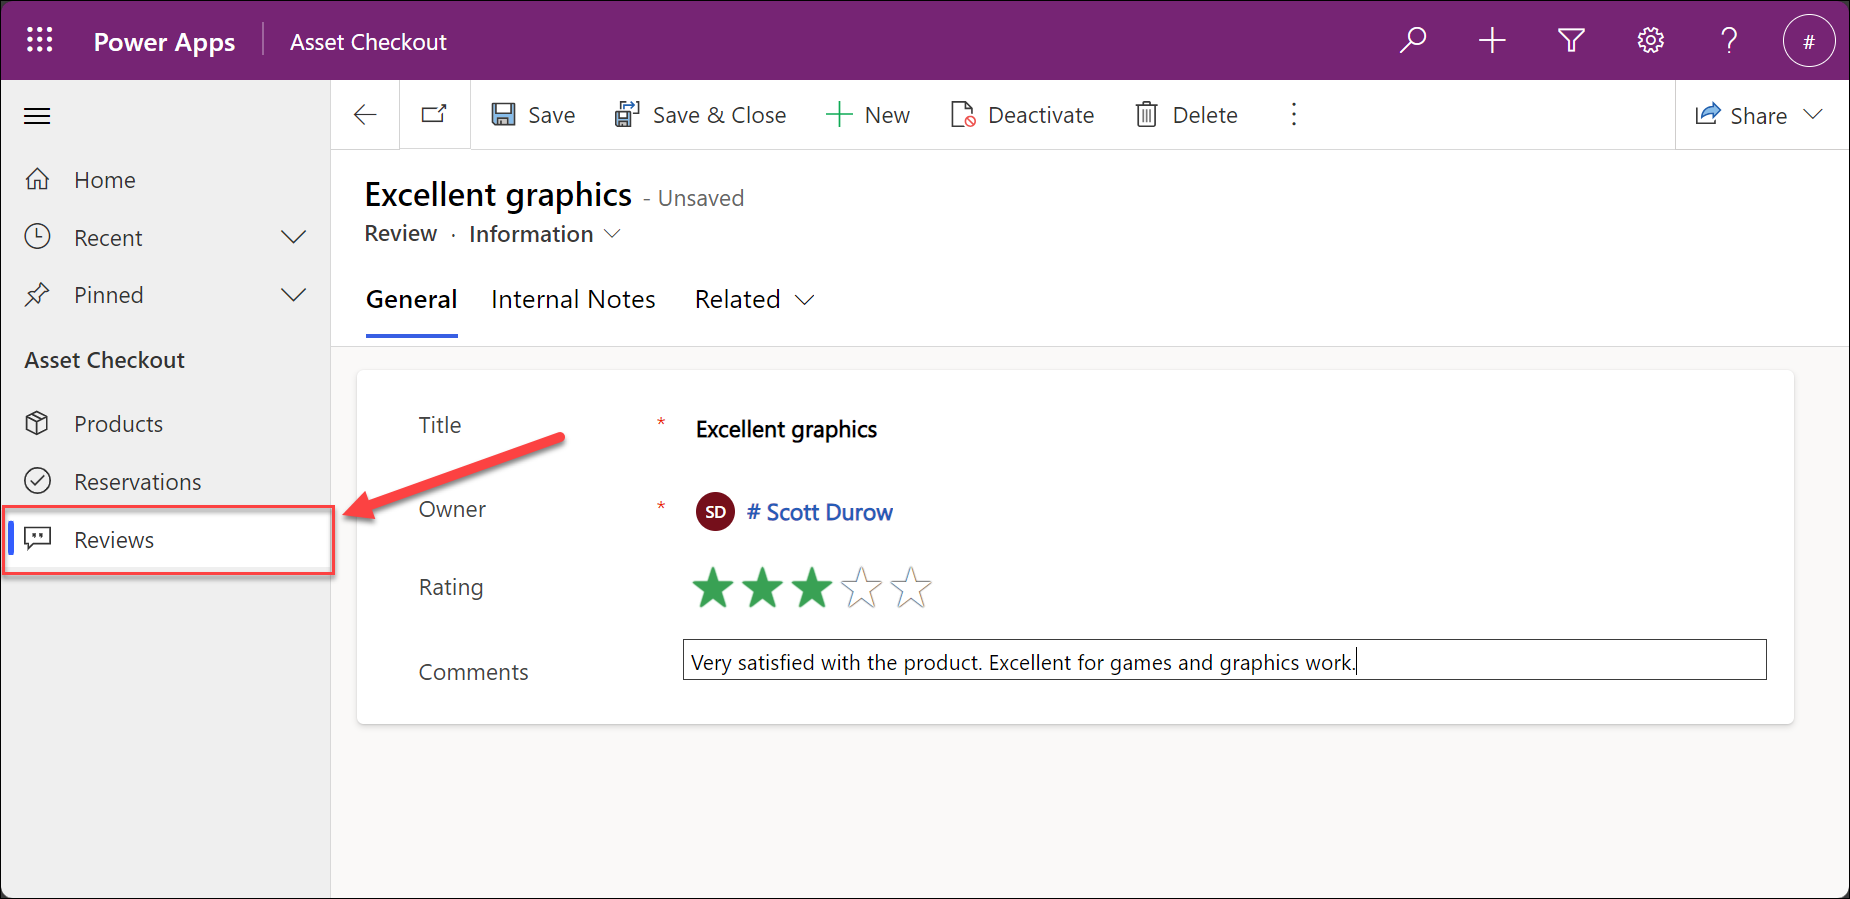 Power Apps Asset Checkout #
Save Save & Close New Deactivate Delete Share
Home
Recent
Pinned
Asset Checkout
Products
Reservations
Reviews
Excellent graphics - Unsaved
Review · Information
General Internal Notes Related
Title * Excellent graphics
Owner * SD # Scott Durow
Rating
Comments Very satisfied with the product. Excellent for games and graphics work.